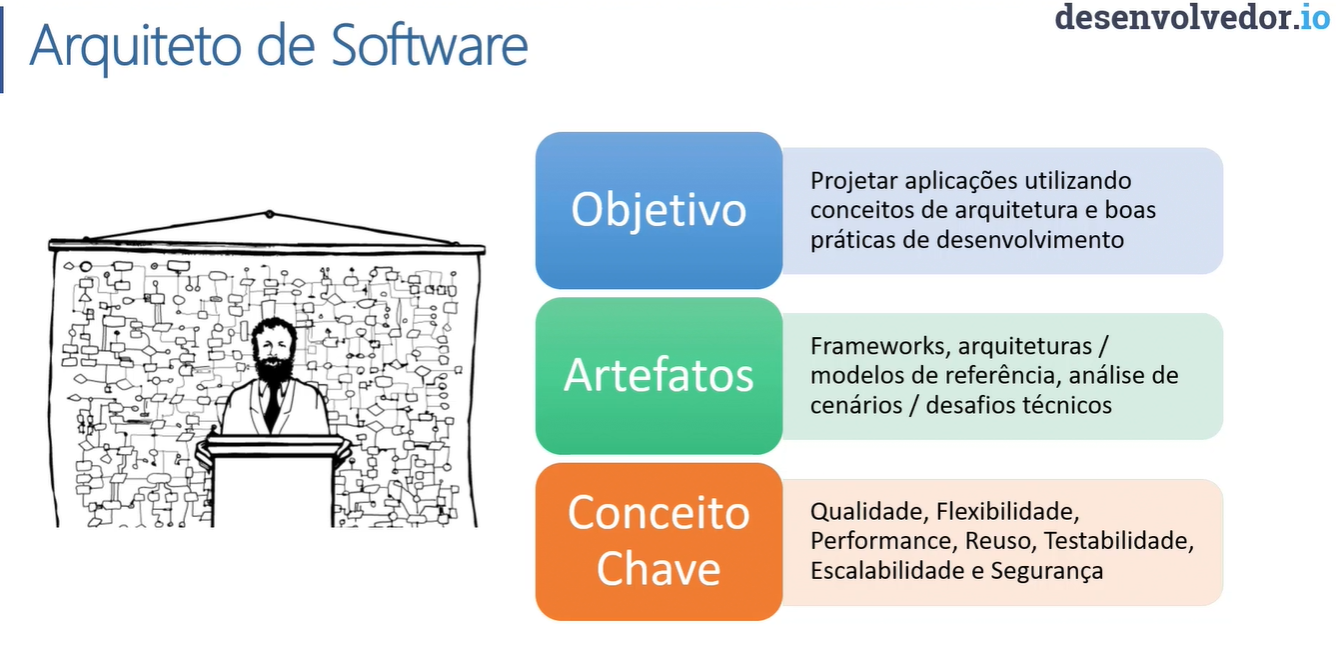 Arquiteto de Software
desenvolvedor.io
Objetivo
Projetar aplicações utilizando
conceitos de arquitetura e boas
práticas de desenvolvimento
Artefatos
Frameworks, arquiteturas /
modelos de referência, análise de
cenários / desafios técnicos
Conceito
Chave
Qualidade, Flexibilidade,
Performance, Reuso, Testabilidade,
Escalabilidade e Segurança